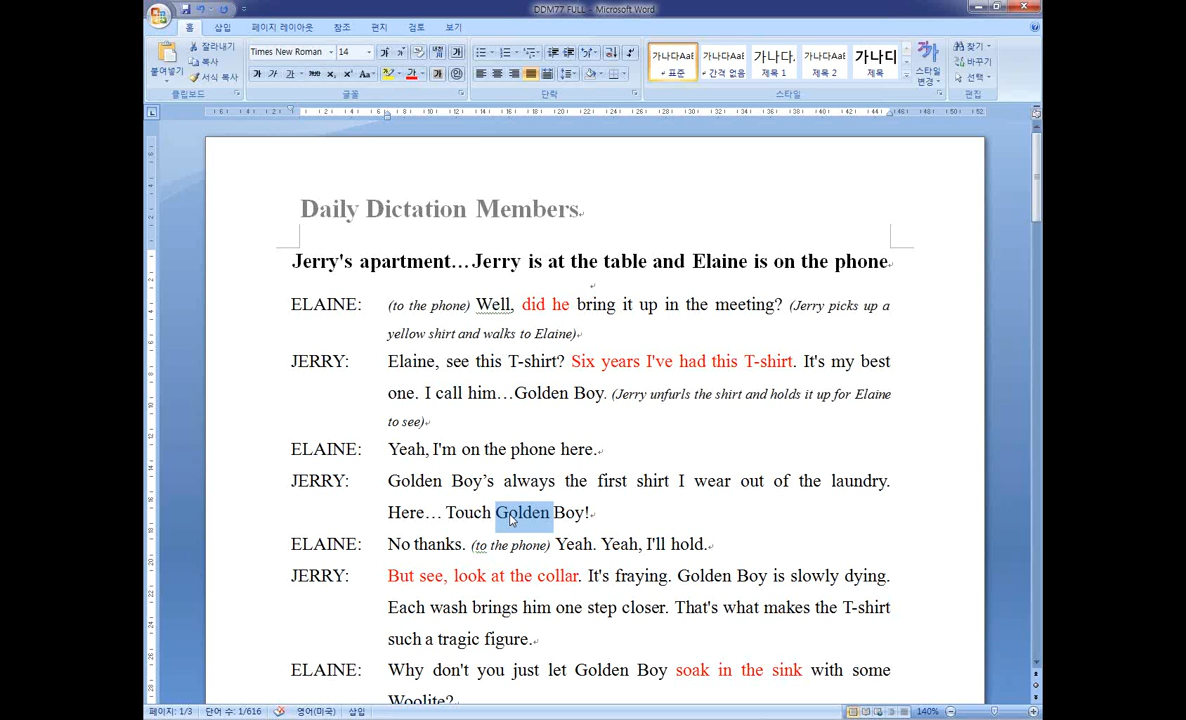 DDM77 FULL - Microsoft Word
홈 삽입 페이지 레이아웃 참조 편지 검토 보기
붙여넣기
잘라내기
복사
서식 복사
클립보드
Times New Roman 14
글꼴
단락
가나다AaB 가나다AaB 가나다. 가나다AaB 가나다
표준 간격 없음 제목 1 제목 2 제목
스타일 변경
스타일
찾기
바꾸기
선택
편집
Daily Dictation Members
Jerry's apartment…Jerry is at the table and Elaine is on the phone
ELAINE: (to the phone) Well, did he bring it up in the meeting? (Jerry picks up a
yellow shirt and walks to Elaine)
JERRY: Elaine, see this T-shirt? Six years I've had this T-shirt. It's my best
one. I call him…Golden Boy. (Jerry unfurls the shirt and holds it up for Elaine
to see)
ELAINE: Yeah, I'm on the phone here.
JERRY: Golden Boy’s always the first shirt I wear out of the laundry.
Here… Touch Golden Boy!
ELAINE: No thanks. (to the phone) Yeah. Yeah, I'll hold.
JERRY: But see, look at the collar. It's fraying. Golden Boy is slowly dying.
Each wash brings him one step closer. That's what makes the T-shirt
such a tragic figure.
ELAINE: Why don't you just let Golden Boy soak in the sink with some
Woolite?
페이지: 1/3 단어 수: 1/616 영어(미국) 삽입 140%